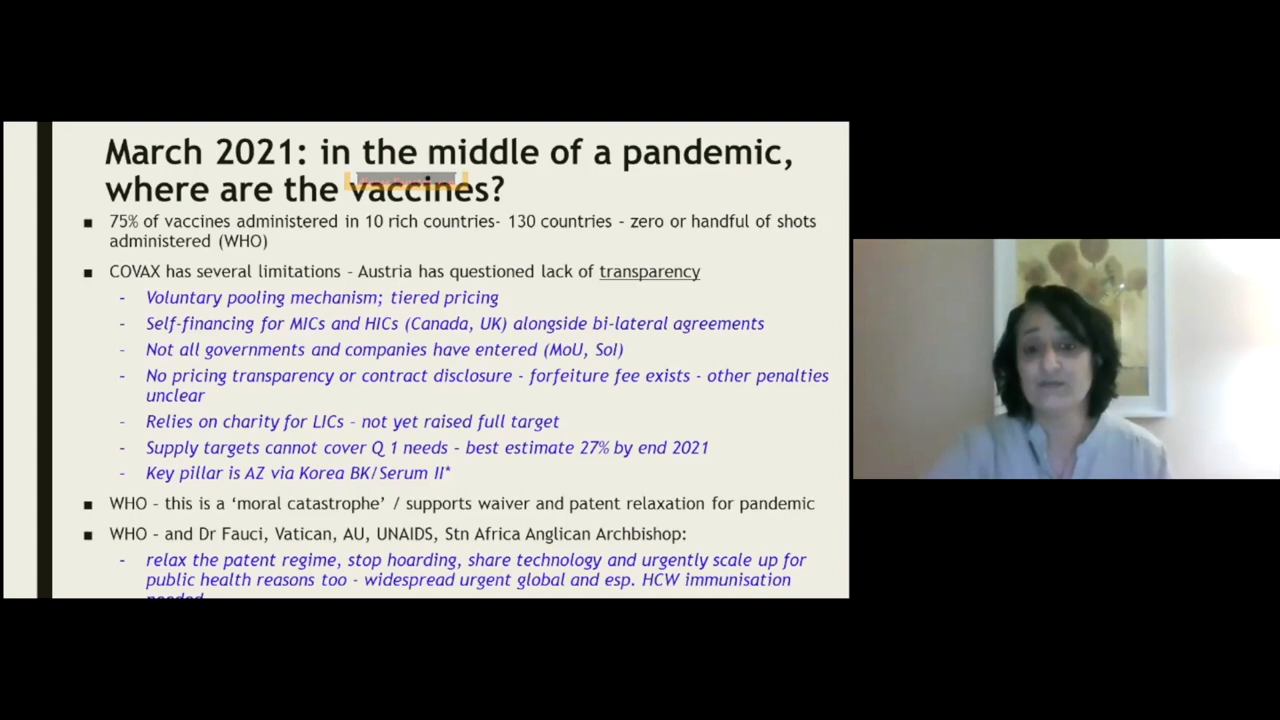 March 2021: in the middle of a pandemic,
where are the vaccines?
▪ 75% of vaccines administered in 10 rich countries- 130 countries – zero or handful of shots
administered (WHO)
▪ COVAX has several limitations – Austria has questioned lack of transparency
- Voluntary pooling mechanism; tiered pricing
- Self-financing for MICs and HICs (Canada, UK) alongside bi-lateral agreements
- Not all governments and companies have entered (MoU, SoI)
- No pricing transparency or contract disclosure - forfeiture fee exists - other penalties
unclear
- Relies on charity for LICs – not yet raised full target
- Supply targets cannot cover Q 1 needs – best estimate 27% by end 2021
- Key pillar is AZ via Korea BK/Serum II*
▪ WHO – this is a ‘moral catastrophe’ / supports waiver and patent relaxation for pandemic
▪ WHO – and Dr Fauci, Vatican, AU, UNAIDS, Stn Africa Anglican Archbishop:
- relax the patent regime, stop hoarding, share technology and urgently scale up for
public health reasons too - widespread urgent global and esp. HCW immunisation